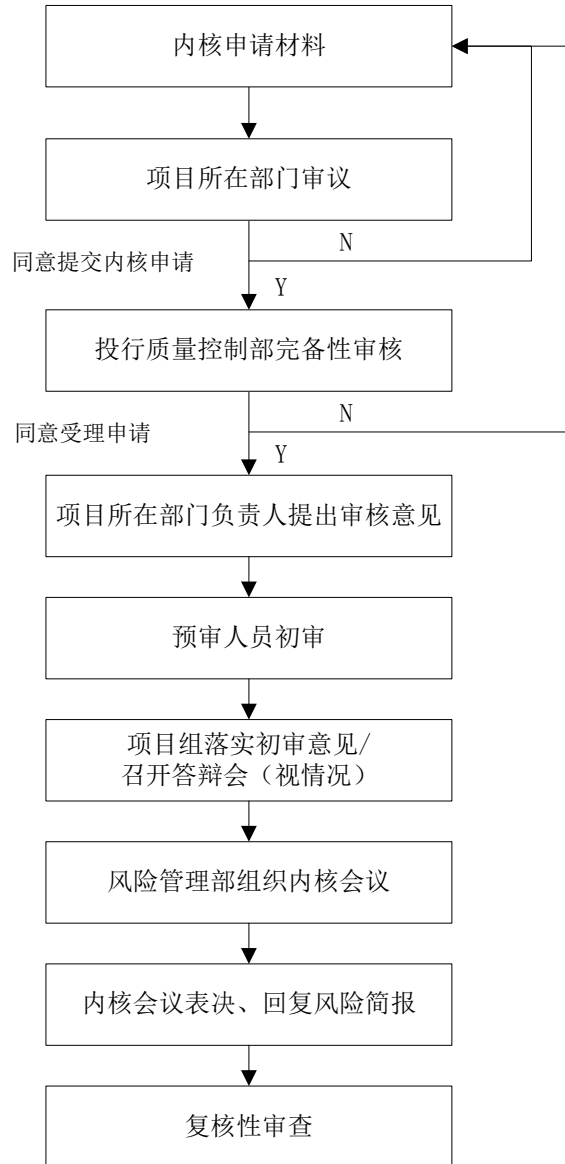 内核申请材料
项目所在部门审议
N
同意提交内核申请
Y
投行质量控制部完备性审核
N
同意受理申请
Y
项目所在部门负责人提出审核意见
预审人员初审
项目组落实初审意见/
召开答辩会（视情况）
风险管理部组织内核会议
内核会议表决、回复风险简报
复核性审查